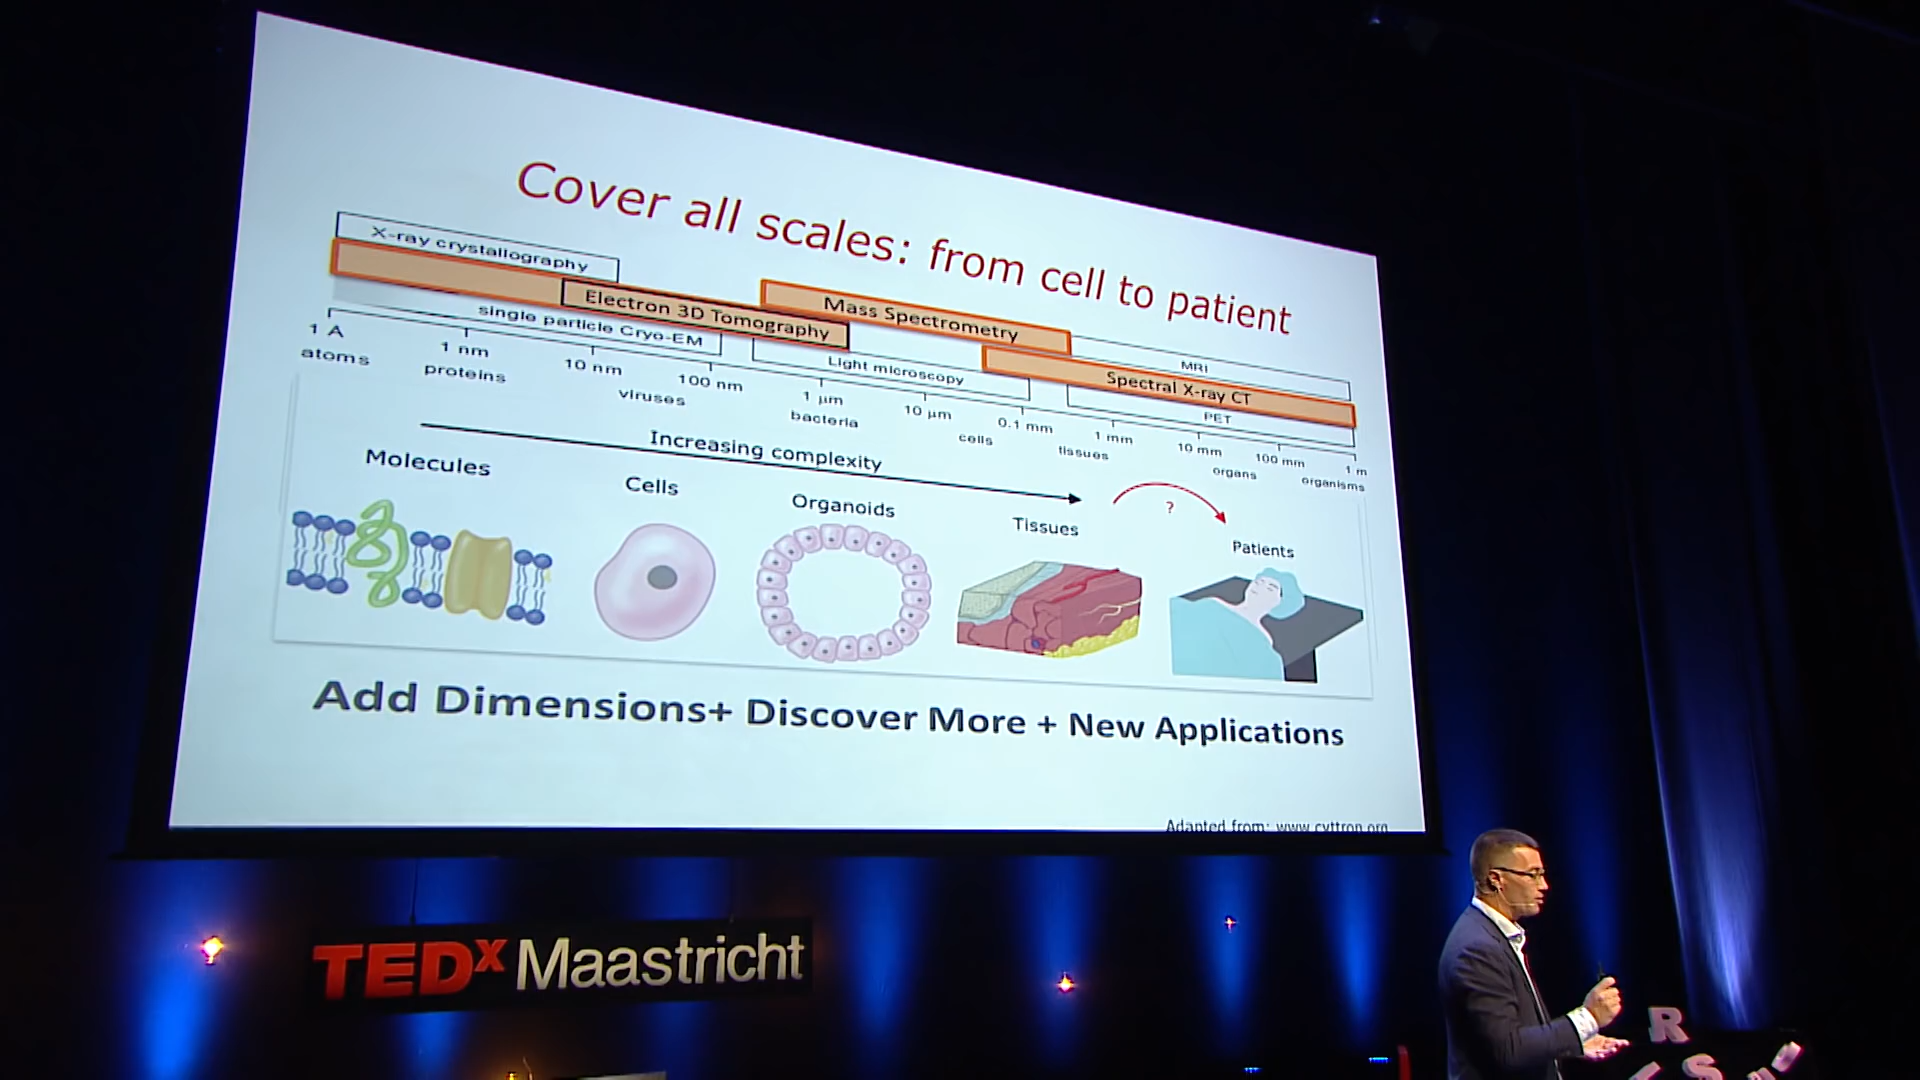 Cover all scales: from cell to patient
X-ray crystallography
Electron 3D Tomography
Mass Spectrometry
single particle Cryo-EM
Light microscopy
MRI
Spectral X-ray CT
PET
1 A
1 nm
10 nm
100 nm
1 µm
10 µm
0.1 mm
1 mm
10 mm
100 mm
1 m
atoms
proteins
viruses
bacteria
cells
tissues
organs
organisms
Increasing complexity
?
Molecules
Cells
Organoids
Tissues
Patients
Add Dimensions+ Discover More + New Applications
Adapted from: www.cyttron.org
TEDx Maastricht
R
S